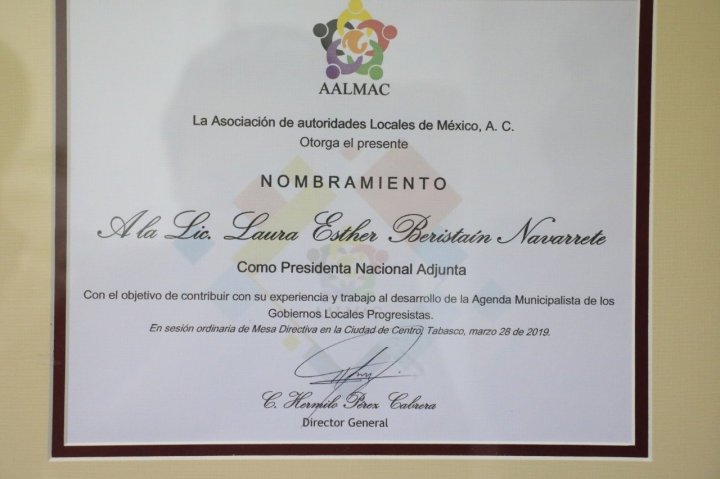 AALMAC
La Asociación de autoridades Locales de México, A. C.
Otorga el presente
NOMBRAMIENTO
A la Lic. Laura Esther Beristaín Navarrete
Como Presidenta Nacional Adjunta
Con el objetivo de contribuir con su experiencia y trabajo al desarrollo de la Agenda Municipalista de los
Gobiernos Locales Progresistas.
En sesión ordinaria de Mesa Directiva en la Ciudad de Centro, Tabasco, marzo 28 de 2019.
C. Hermilo Pérez Cabrera
Director General